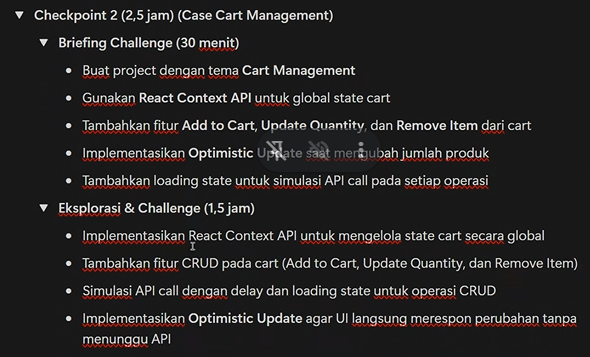 Checkpoint 2 (2,5 jam) (Case Cart Management)
Briefing Challenge (30 menit)
Buat project dengan tema Cart Management
Gunakan React Context API untuk global state cart
Tambahkan fitur Add to Cart, Update Quantity, dan Remove Item dari cart
Implementasikan Optimistic Update saat mengubah jumlah produk
Tambahkan loading state untuk simulasi API call pada setiap operasi
Eksplorasi & Challenge (1,5 jam)
Implementasikan React Context API untuk mengelola state cart secara global
Tambahkan fitur CRUD pada cart (Add to Cart, Update Quantity, dan Remove Item)
Simulasi API call dengan delay dan loading state untuk operasi CRUD
Implementasikan Optimistic Update agar UI langsung merespon perubahan tanpa
menunggu API